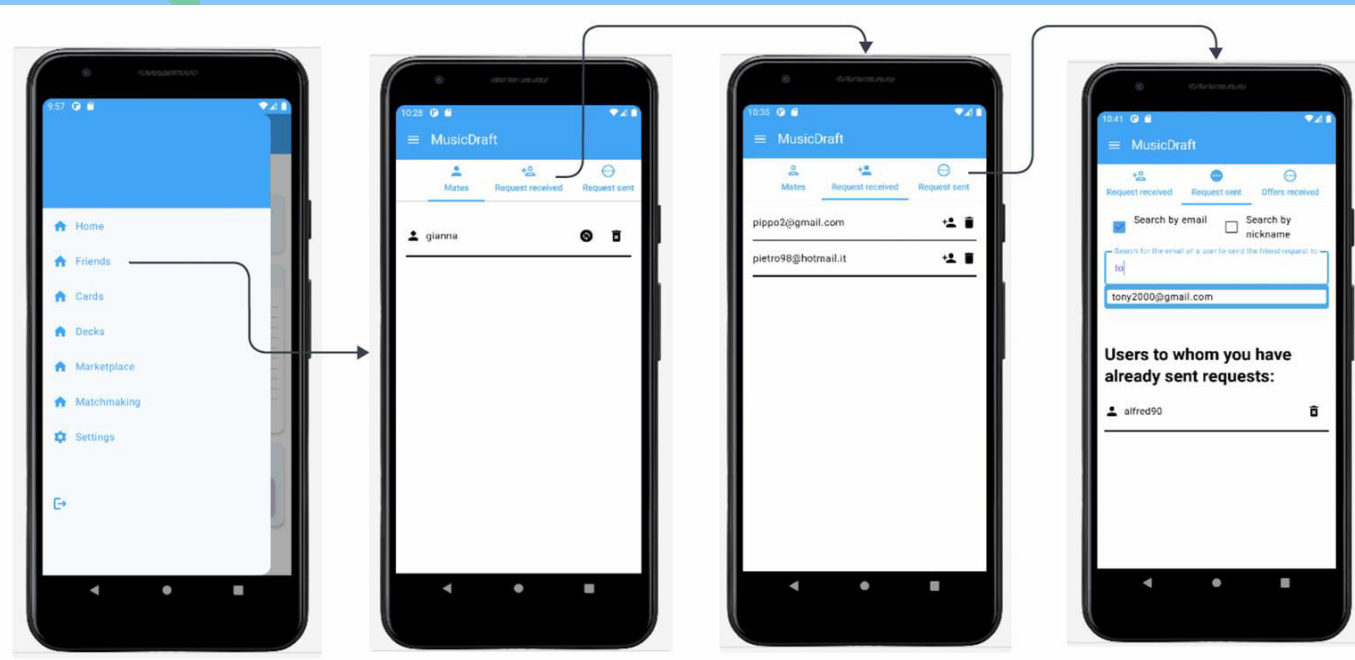 9:57
Home
Friends
Cards
Decks
Marketplace
Matchmaking
Settings
10:28
MusicDraft
Mates
Request received
Request sent
gianna
10:35
MusicDraft
Mates
Request received
Request sent
pippo2@gmail.com
pietro98@hotmail.it
10:41
MusicDraft
Request received
Request sent
Offers received
Search by email
Search by
nickname
Search for the email of a user to send the friend request to
to
tony2000@gmail.com
Users to whom you have
already sent requests:
alfred90